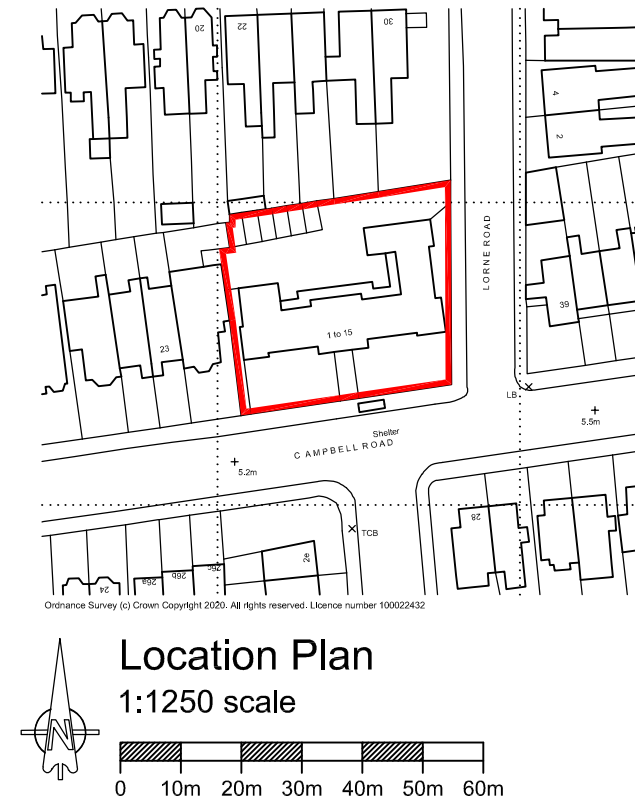 20
22
30
4
2
LORNE ROAD
39
1 to 15
23
LB
Shelter
CAMPBELL ROAD
5.5m
5.2m
TCB
28
2e
24
26a
26b
26c
Ordnance Survey (c) Crown Copyright 2020. All rights reserved. Licence number 100022432
Location Plan
1:1250 scale
N
0 10m 20m 30m 40m 50m 60m